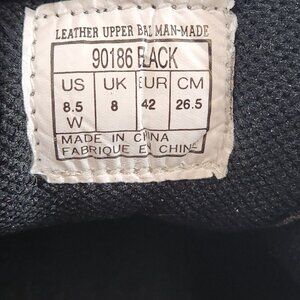 LEATHER UPPER BAL MAN-MADE
90186 BLACK
US UK EUR CM
8.5 W 8 42 26.5
MADE IN CHINA
FABRIQUE EN CHINE